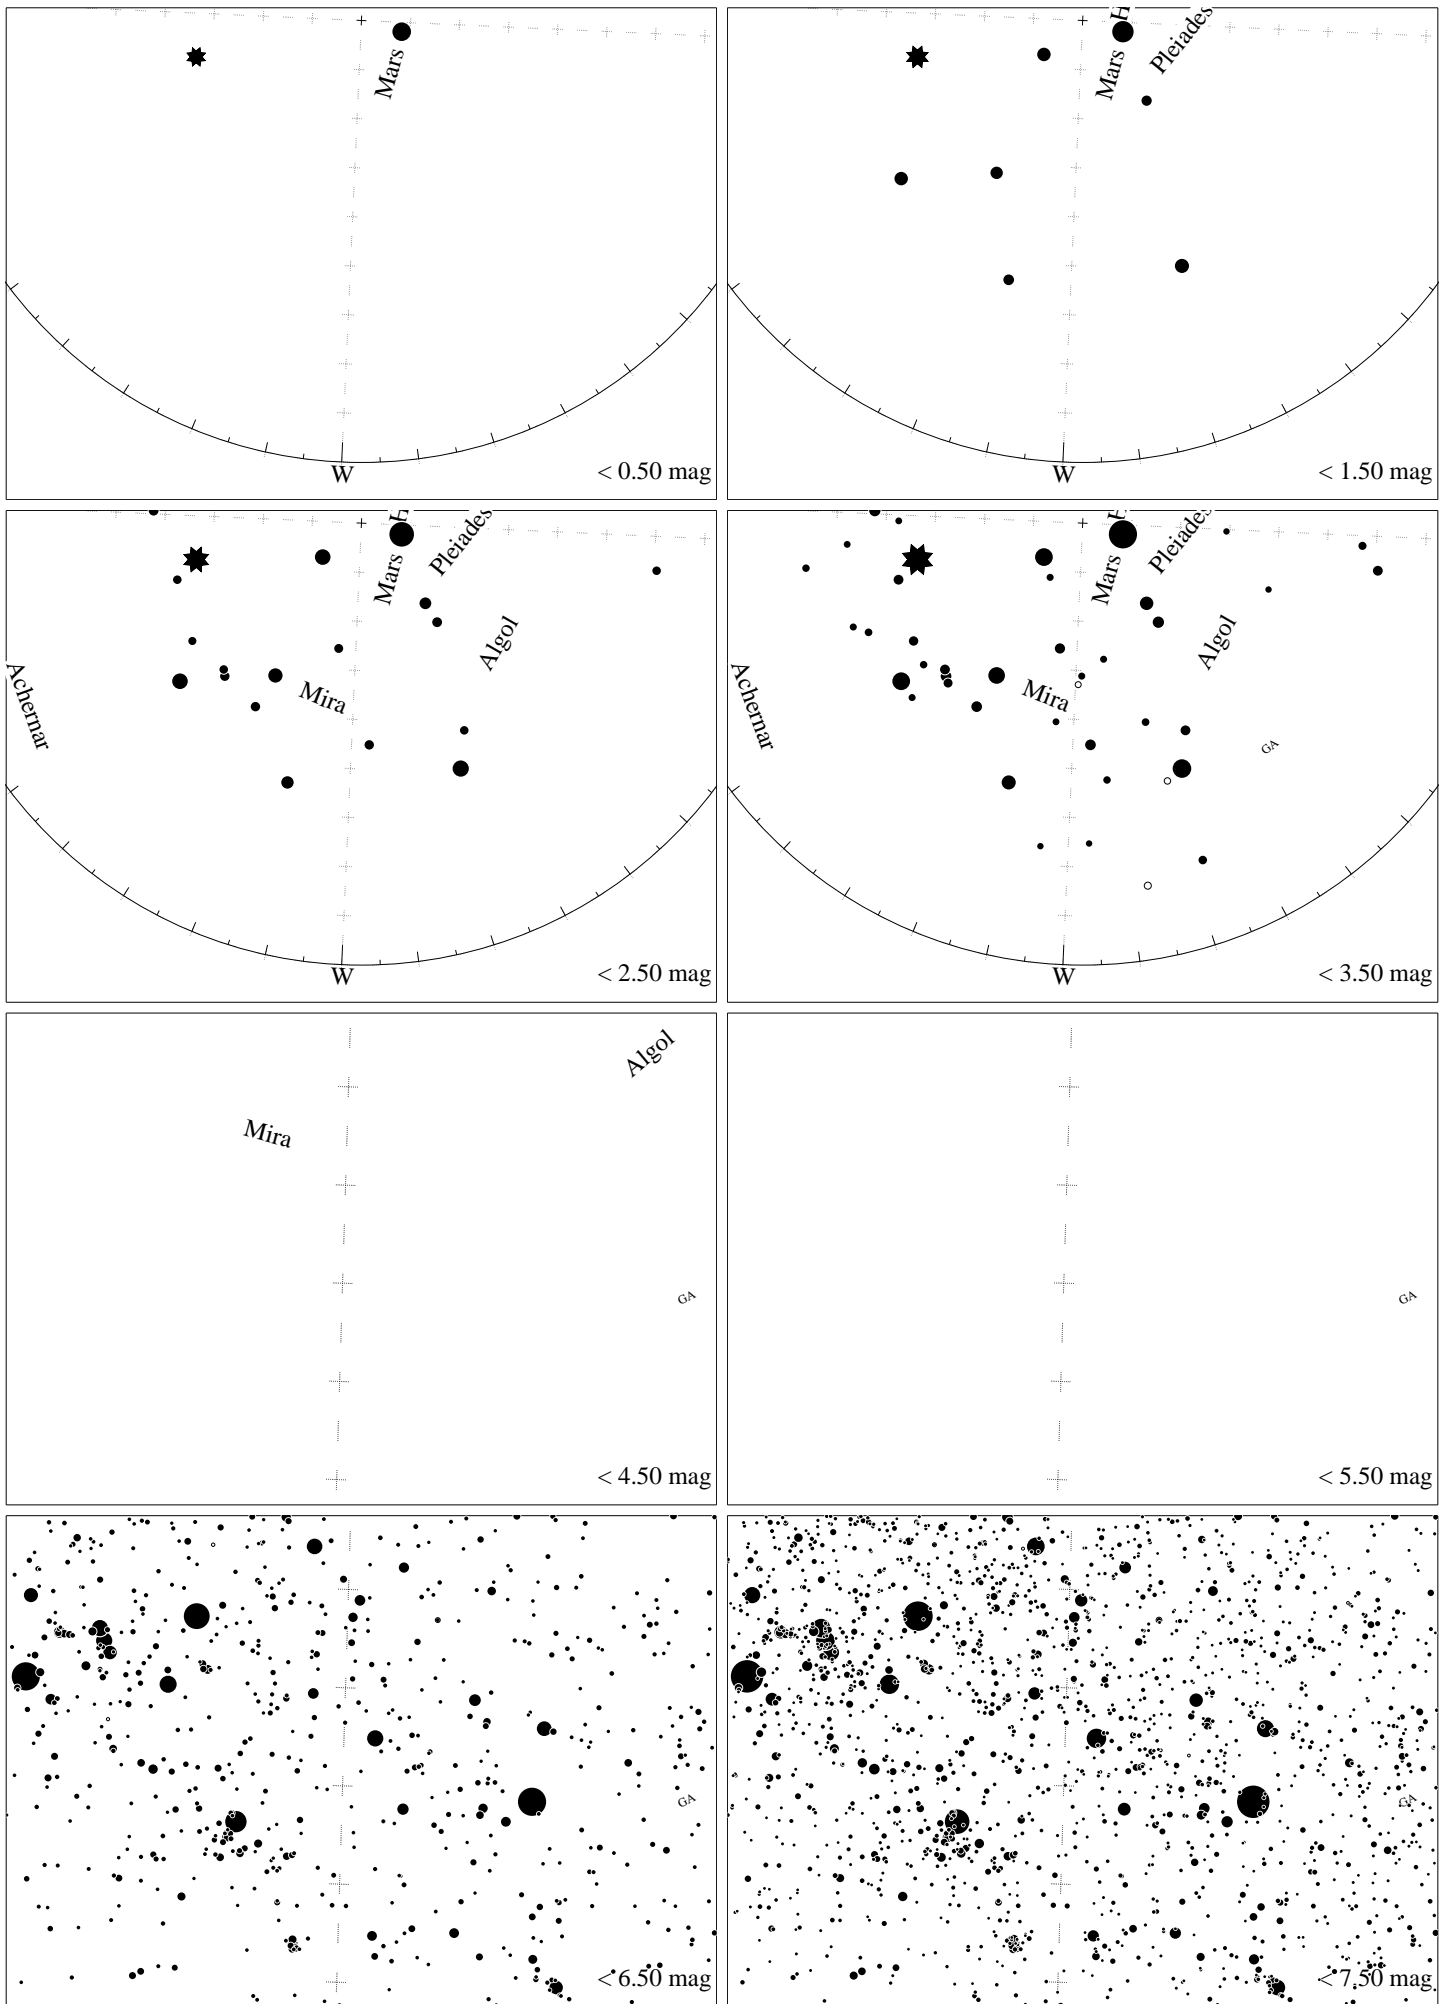 Mars
W
< 0.50 mag
H
Mars
Pleiades
W
< 1.50 mag
Mars
Pleiades
Algol
Mira
Achernar
W
< 2.50 mag
Mars
Pleiades
Algol
Mira
Achernar
GA
W
< 3.50 mag
Algol
Mira
GA
< 4.50 mag
GA
< 5.50 mag
GA
< 6.50 mag
GA
< 7.50 mag